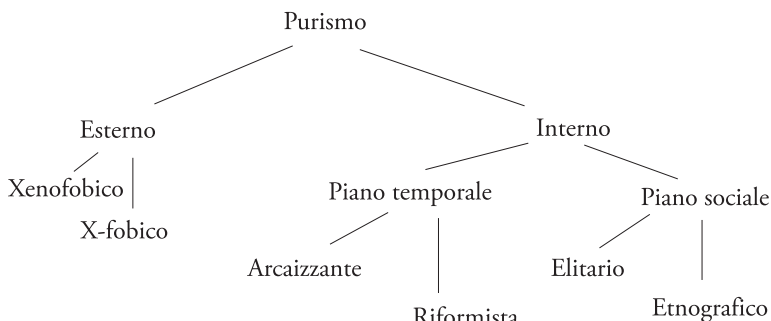 Purismo
Esterno
Interno
Xenofobico
Piano temporale
Piano sociale
X-fobico
Arcaizzante
Elitario
Riformista
Etnografico